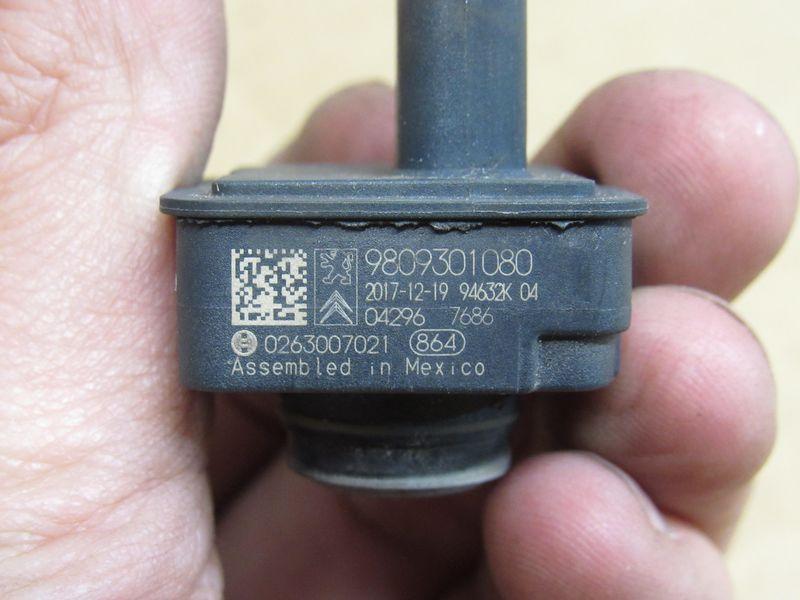 9809301080
2017-12-19 94632K 04
04296 7686
0263007021 864
Assembled in Mexico